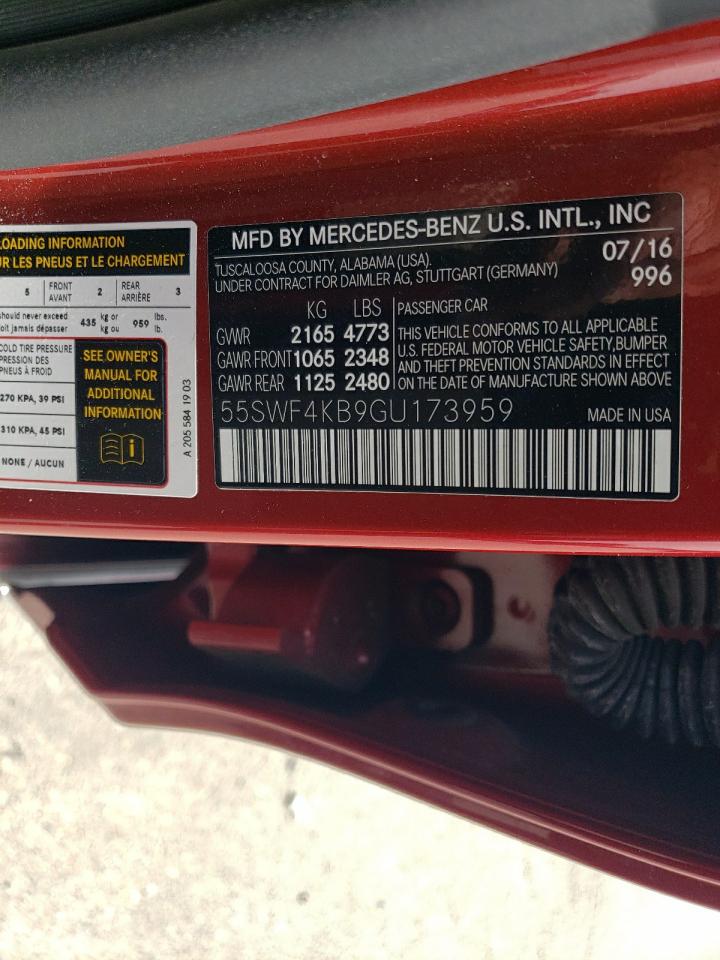 LOADING INFORMATION
UR LES PNEUS ET LE CHARGEMENT
5 FRONT AVANT 2 REAR ARRIÈRE 3
should never exceed
oit jamais dépasser
435 kg or kg ou 959 lbs. lb.
COLD TIRE PRESSURE
PRESSION DES
PNEUS À FROID
270 KPA, 39 PSI
310 KPA, 45 PSI
NONE / AUCUN
SEE OWNER'S
MANUAL FOR
ADDITIONAL
INFORMATION
A 205 584 19 03
MFD BY MERCEDES-BENZ U.S. INTL., INC
TUSCALOOSA COUNTY, ALABAMA (USA).
UNDER CONTRACT FOR DAIMLER AG, STUTTGART (GERMANY)
07/16
996
KG LBS
GVWR 2165 4773
GAWR FRONT 1065 2348
GAWR REAR 1125 2480
PASSENGER CAR
THIS VEHICLE CONFORMS TO ALL APPLICABLE
U.S. FEDERAL MOTOR VEHICLE SAFETY, BUMPER
AND THEFT PREVENTION STANDARDS IN EFFECT
ON THE DATE OF MANUFACTURE SHOWN ABOVE
55SWF4KB9GU173959
MADE IN USA